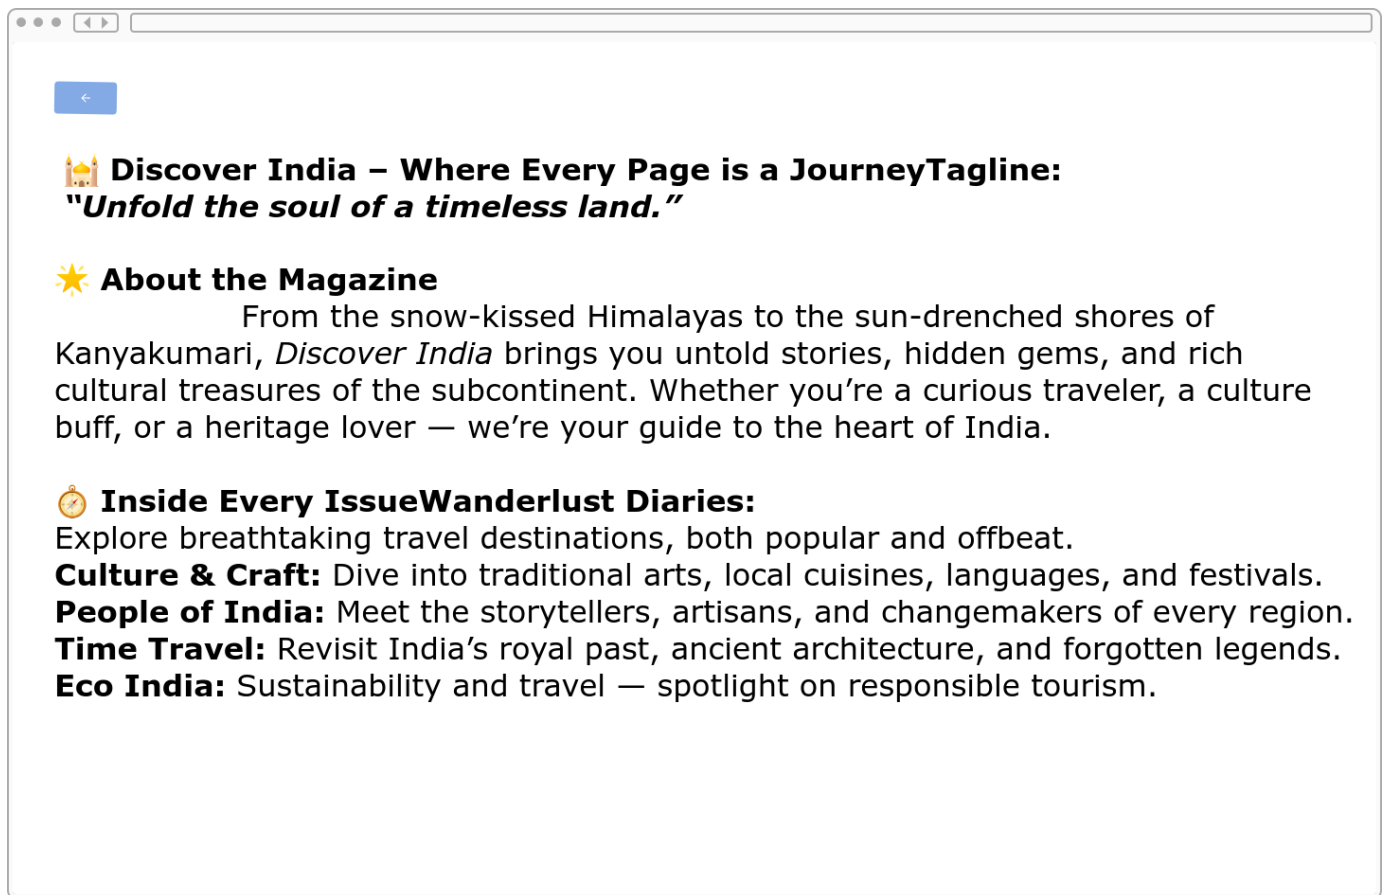 🕌 Discover India – Where Every Page is a JourneyTagline:
“Unfold the soul of a timeless land.”
🌟 About the Magazine
From the snow-kissed Himalayas to the sun-drenched shores of
Kanyakumari, Discover India brings you untold stories, hidden gems, and rich
cultural treasures of the subcontinent. Whether you’re a curious traveler, a culture
buff, or a heritage lover — we’re your guide to the heart of India.
🧭 Inside Every IssueWanderlust Diaries:
Explore breathtaking travel destinations, both popular and offbeat.
Culture & Craft: Dive into traditional arts, local cuisines, languages, and festivals.
People of India: Meet the storytellers, artisans, and changemakers of every region.
Time Travel: Revisit India’s royal past, ancient architecture, and forgotten legends.
Eco India: Sustainability and travel — spotlight on responsible tourism.